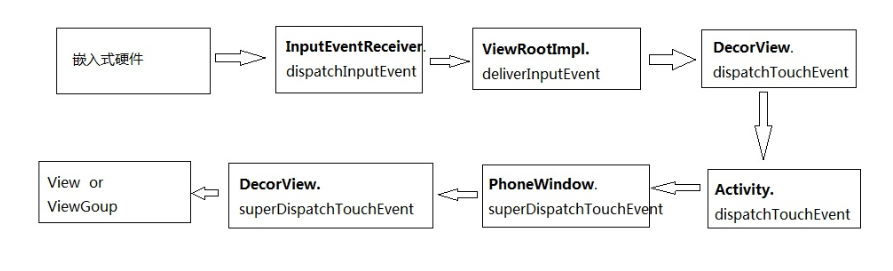 嵌入式硬件
InputEventReceiver.
dispatchInputEvent
ViewRootImpl.
deliverInputEvent
DecorView.
dispatchTouchEvent
Activity.
dispatchTouchEvent
PhoneWindow.
superDispatchTouchEvent
DecorView.
superDispatchTouchEvent
View or
ViewGoup